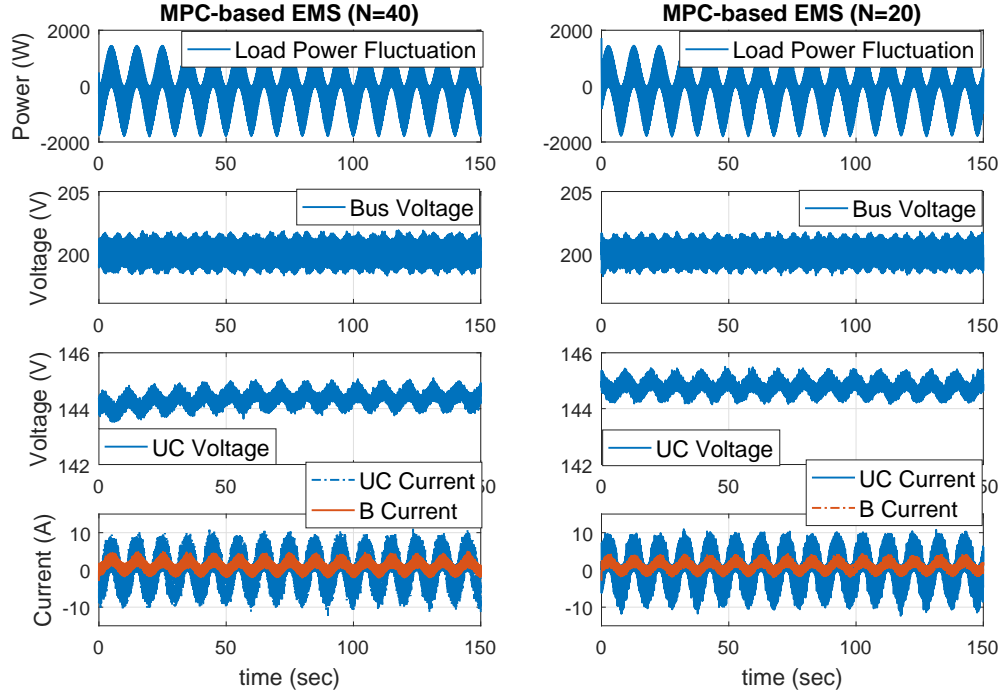 MPC-based EMS (N=40)
MPC-based EMS (N=20)
Power (W)
2000
0
-2000
Load Power Fluctuation
0
50
100
150
2000
0
-2000
Load Power Fluctuation
0
50
100
150
Voltage (V)
205
200
Bus Voltage
0
50
100
150
205
200
Bus Voltage
0
50
100
150
Voltage (V)
146
144
142
UC Voltage
0
50
50
146
144
142
UC Voltage
0
50
50
Current (A)
10
0
-10
UC Current
B Current
0
50
100
150
time (sec)
10
0
-10
UC Current
B Current
0
50
100
150
time (sec)